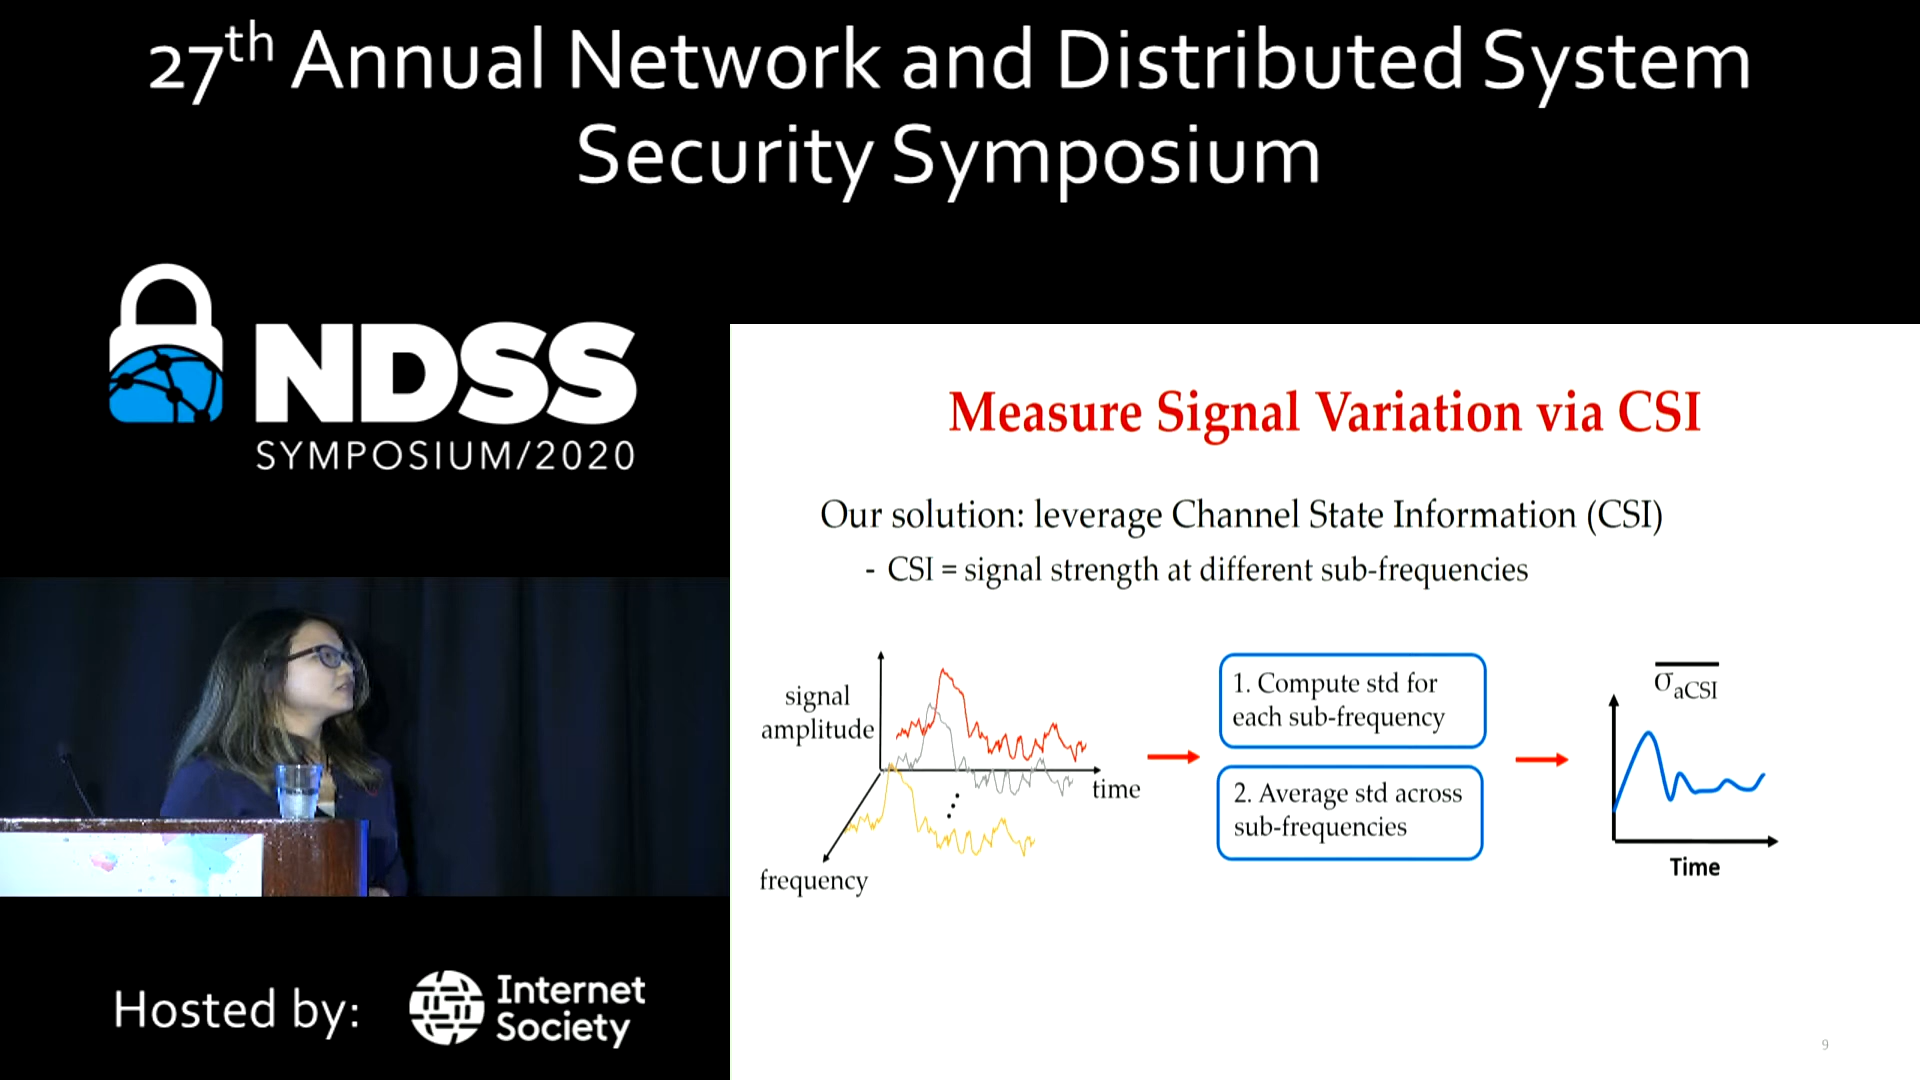 27th Annual Network and Distributed System
Security Symposium
NDSS
SYMPOSIUM/2020
Measure Signal Variation via CSI
Our solution: leverage Channel State Information (CSI)
- CSI = signal strength at different sub-frequencies
signal
amplitude
time
frequency
1. Compute std for
each sub-frequency
2. Average std across
sub-frequencies
σaCSI
Time
Hosted by:
Internet
Society
9